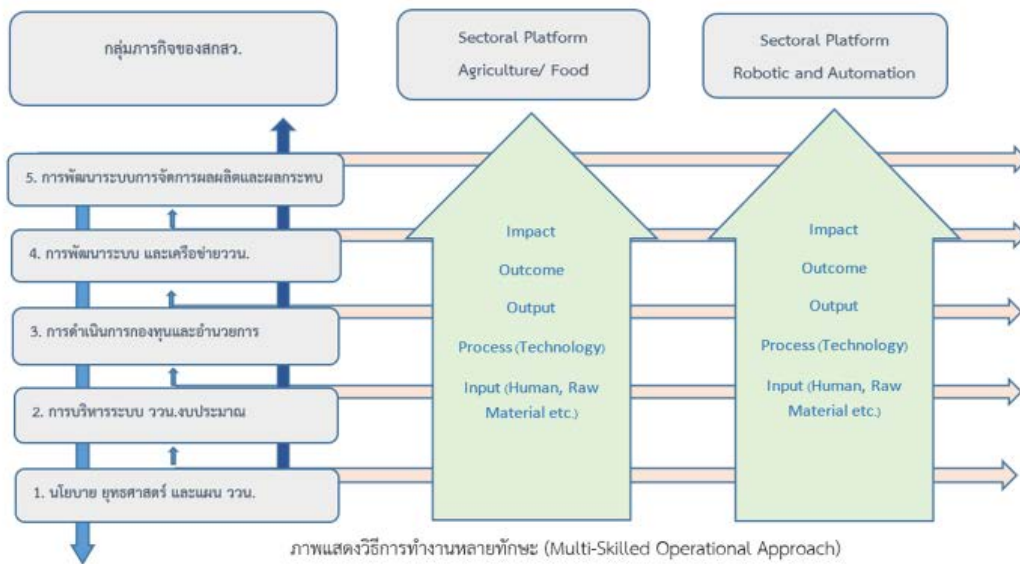 กลุ่มภารกิจของสกสว.
Sectoral Platform
Agriculture/ Food
Sectoral Platform
Robotic and Automation
5. การพัฒนาระบบการจัดการผลผลิตและผลกระทบ
4. การพัฒนาระบบ และเครือข่ายววน.
3. การดำเนินการกองทุนและอำนวยการ
2. การบริหารระบบ ววน.งบประมาณ
1. นโยบาย ยุทธศาสตร์ และแผน ววน.
Impact
Outcome
Output
Process (Technology)
Input (Human, Raw
Material etc.)
Impact
Outcome
Output
Process (Technology)
Input (Human, Raw
Material etc.)
ภาพแสดงวิธีการทำงานหลายทักษะ (Multi-Skilled Operational Approach)